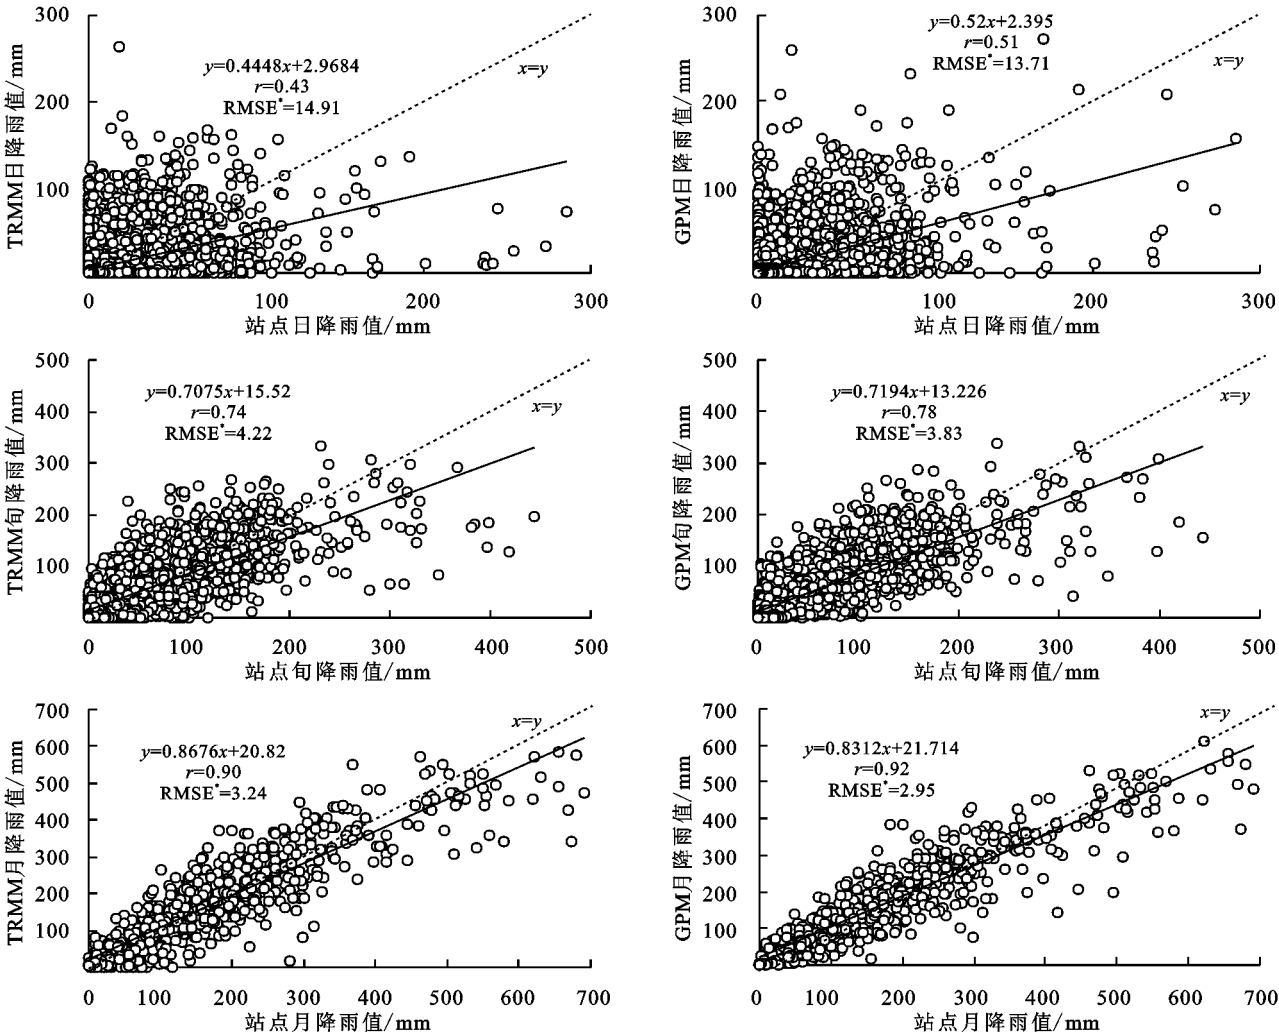 300
200
100
TRMM日降雨值/mm
y=0.4448x+2.9684
r=0.43
RMSE*=14.91
x=y
0 100 200 300
站点日降雨值/mm
300
200
100
GPM日降雨值/mm
y=0.52x+2.395
r=0.51
RMSE*=13.71
x=y
0 100 200 300
站点日降雨值/mm
500
400
300
200
100
TRMM旬降雨值/mm
y=0.7075x+15.52
r=0.74
RMSE*=4.22
x=y
0 100 200 300 400 500
站点旬降雨值/mm
500
400
300
200
100
GPM旬降雨值/mm
y=0.7194x+13.226
r=0.78
RMSE*=3.83
x=y
0 100 200 300 400 500
站点旬降雨值/mm
700
600
500
400
300
200
100
TRMM月降雨值/mm
y=0.8676x+20.82
r=0.90
RMSE*=3.24
x=y
0 100 200 300 400 500 600 700
站点月降雨值/mm
700
600
500
400
300
200
100
GPM月降雨值/mm
y=0.8312x+21.714
r=0.92
RMSE*=2.95
x=y
0 100 200 300 400 500 600 700
站点月降雨值/mm